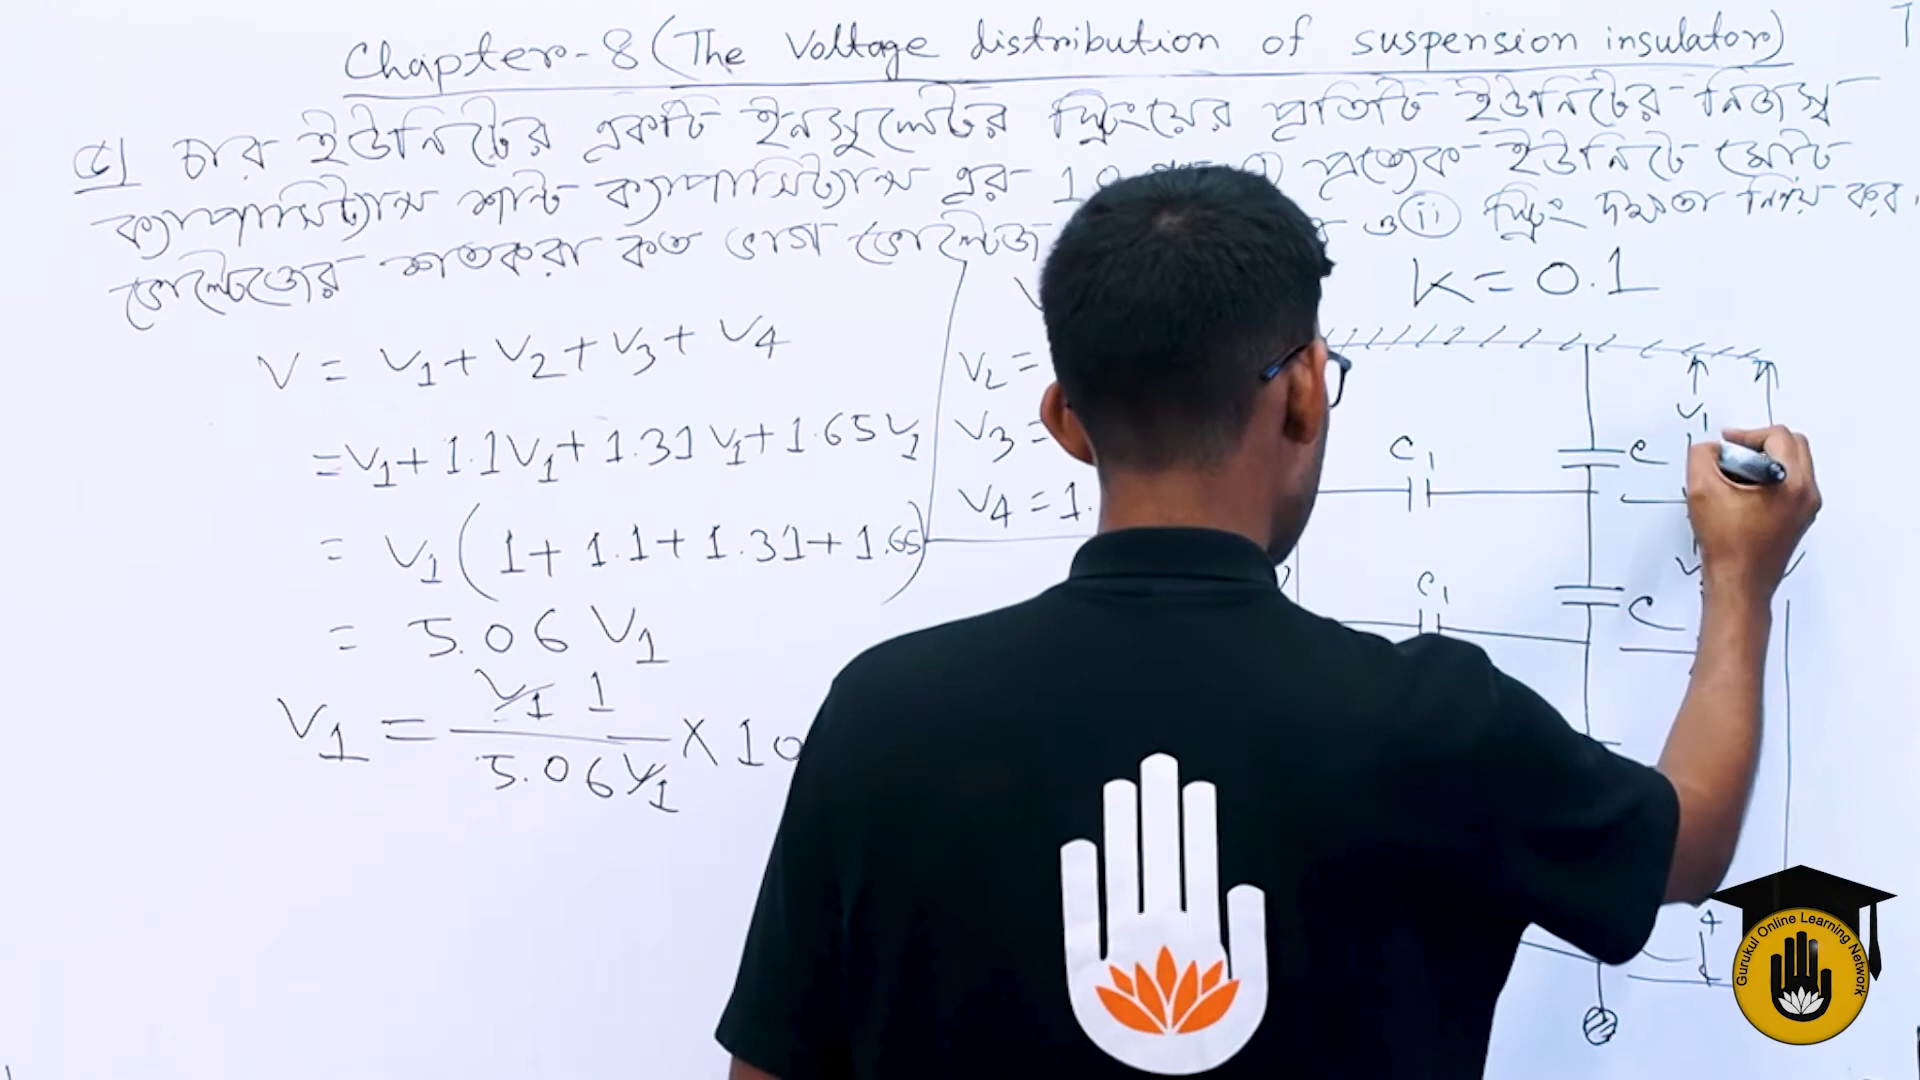 Chapter-8 (The Voltage distribution of suspension insulator)
৫| চার ইউনিটের একটি ইনসুলেটর স্ট্রিংয়ের প্রতিটি ইউনিটের নিজস্ব
ক্যাপাসিট্যান্স শান্ট ক্যাপাসিট্যান্স এর 10 প্রত্যেক ইউনিটে মোট
ভোল্টেজের শতকরা কত ভাগ ভোল্টেজ ও (ii) স্ট্রিং দক্ষতা নির্ণয় কর।
K = 0.1
V = V1 + V2 + V3 + V4
= V1 + 1.1V1 + 1.31V1 + 1.65V1
= V1 (1 + 1.1 + 1.31 + 1.65)
= 5.06 V1
V1 = V1 1 / 5.06V1 × 10
V2 =
V3 =
V4 = 1.
C1
C
V1
C1
C
4
Gurukul Online Learning Network